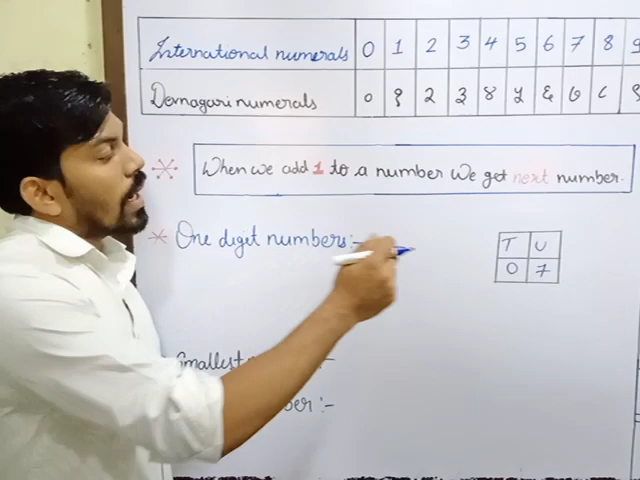 International numerals 0 1 2 3 4 5 6 7 8 9
Devnagari numerals ० १ २ ३ ४ ५ ६ ७ ८ ९
When we add 1 to a number We get next number.
One digit numbers:-
T U
0 7
Smallest :-
:-